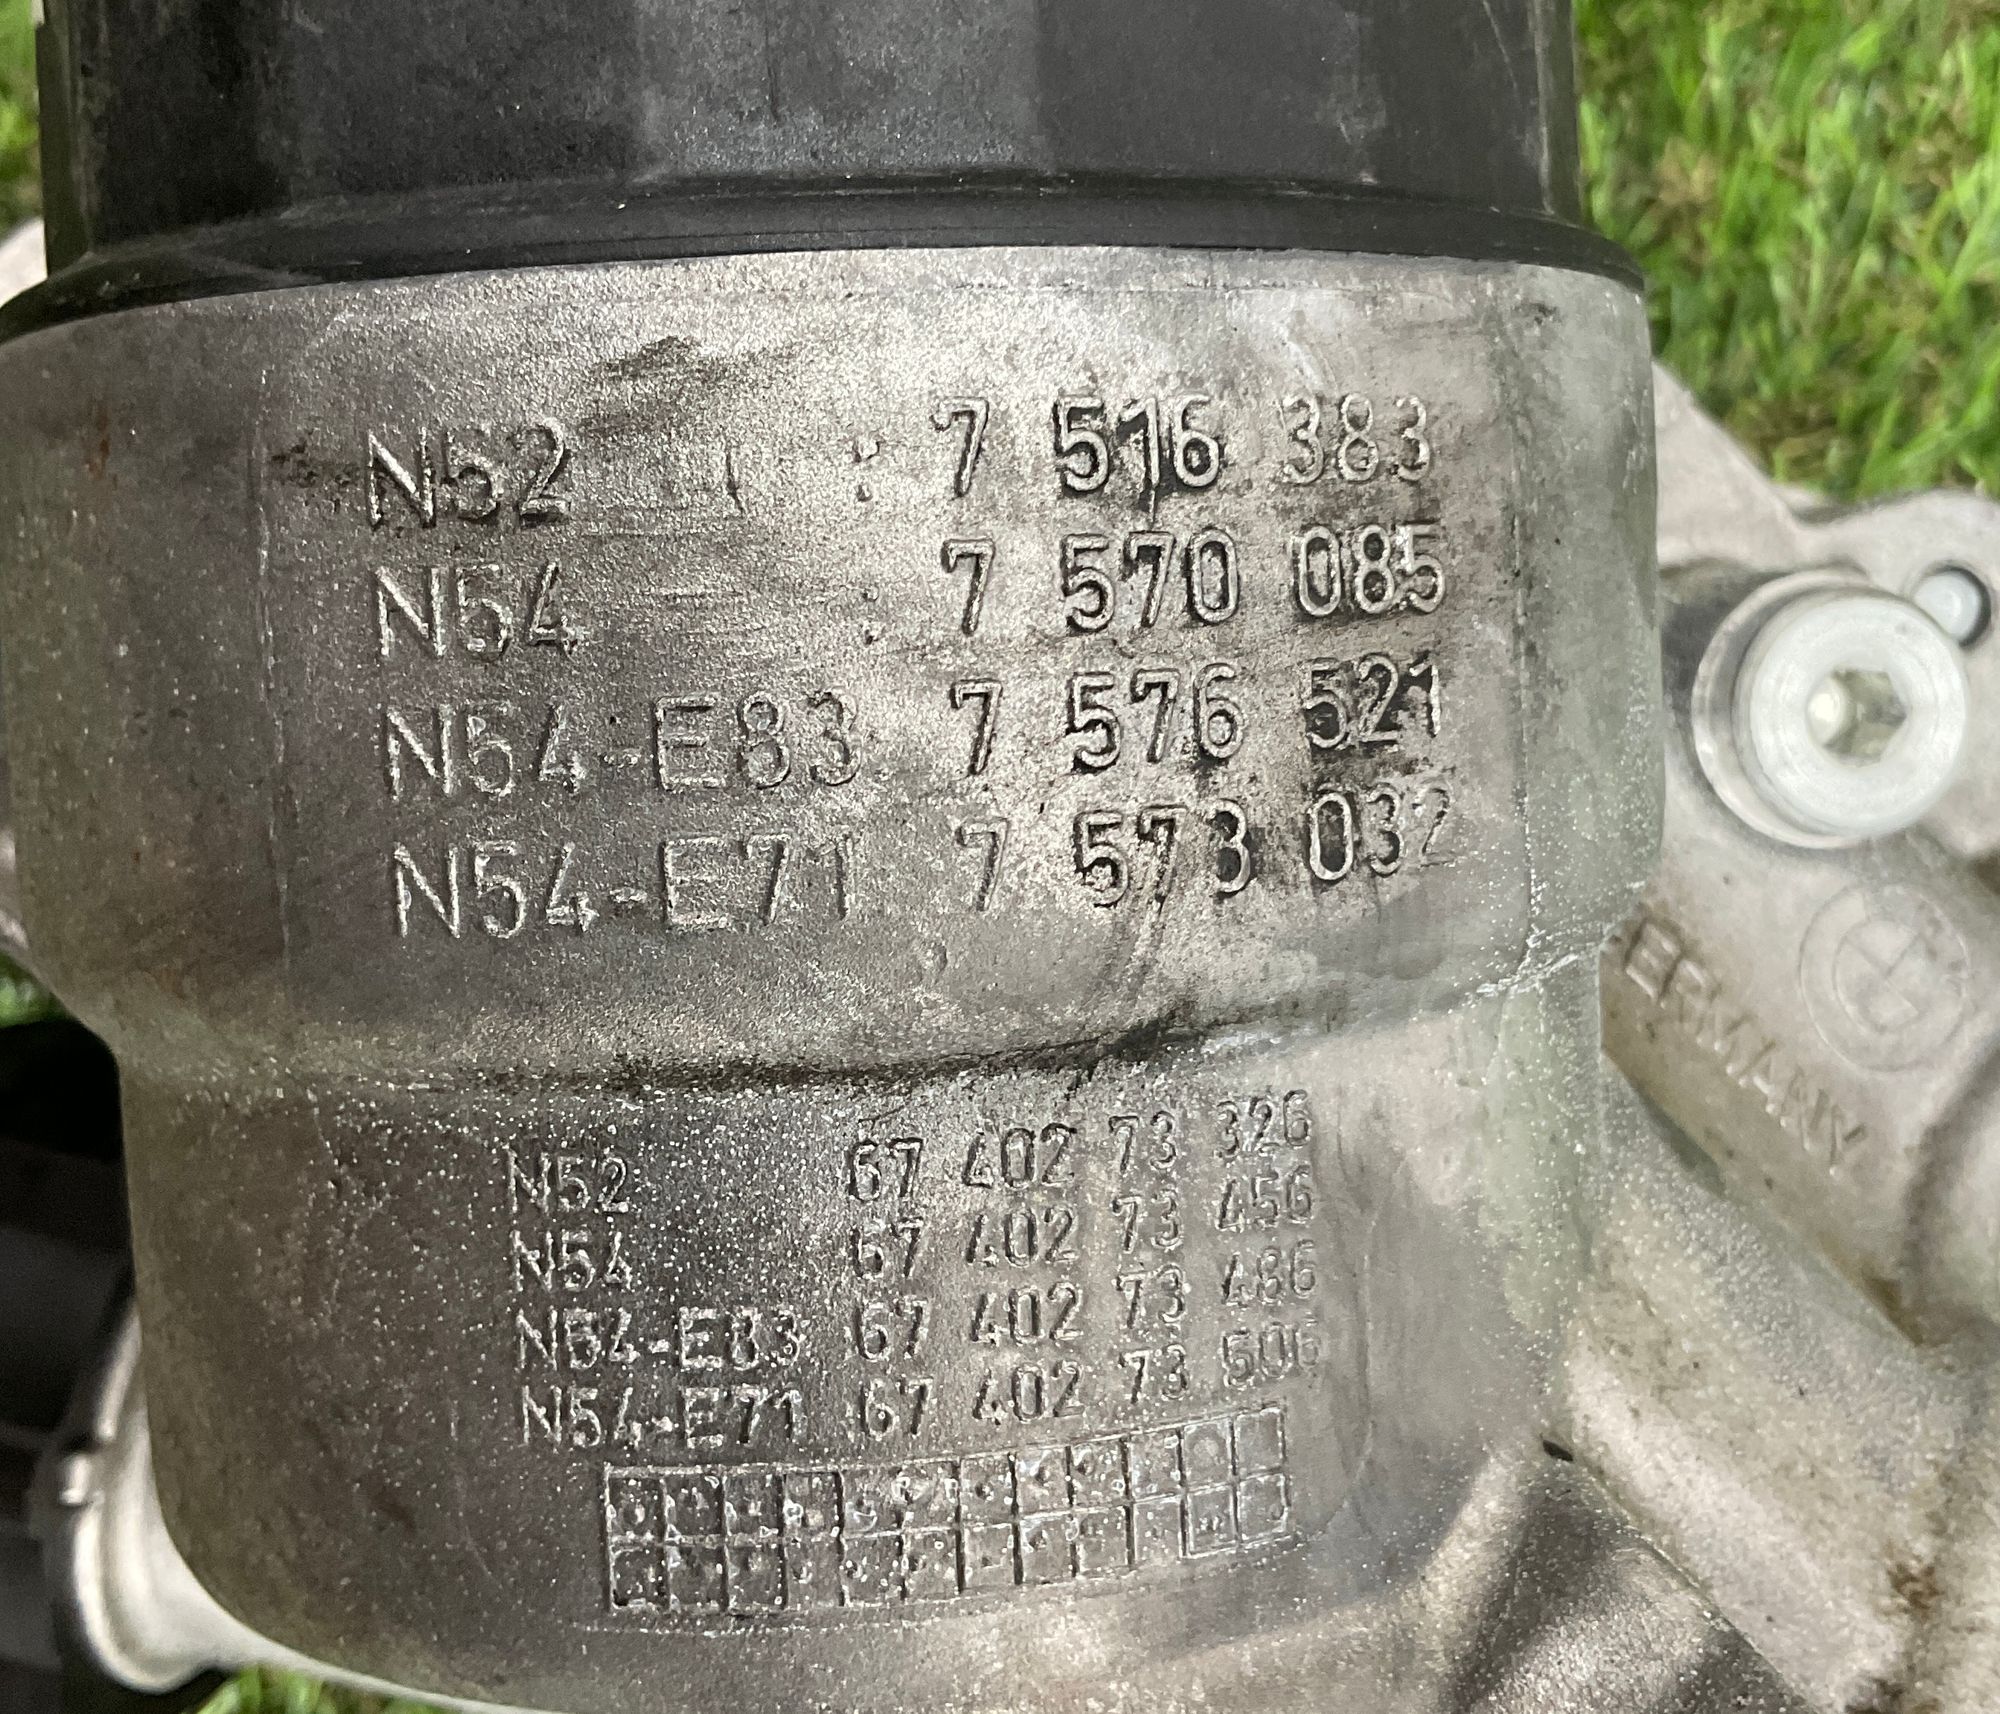 N52 : 7 516 383
N54 : 7 570 085
N54-E83 7 576 521
N54-E71 7 573 032
ERMANY
N52 67 402 73 326
N54 67 402 73 456
N54-E83 67 402 73 486
N54-E71 67 402 73 506